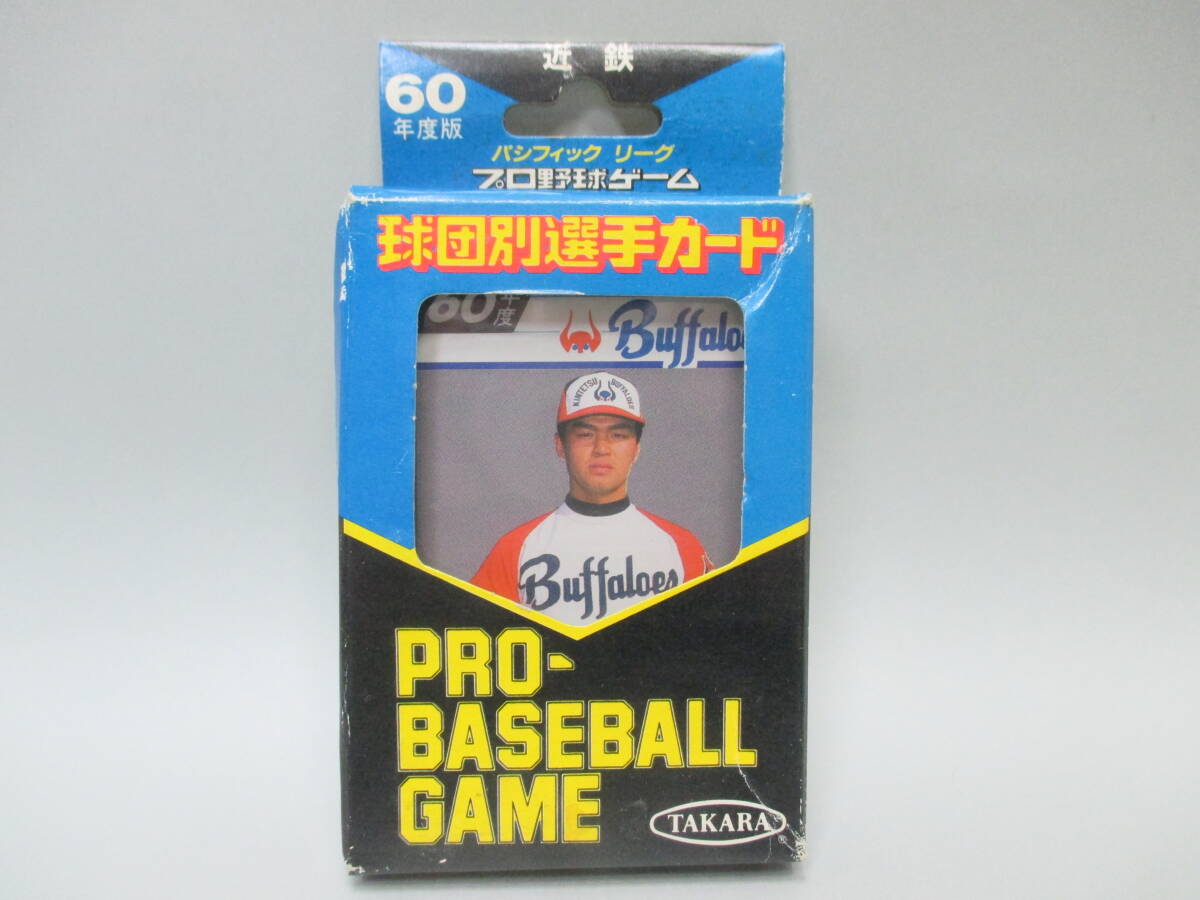 近鉄
60
年度版
パシフィック リーグ
プロ野球ゲーム
球団別選手カード
60年度
Buffaloe
KINTETSU BUFFALOES
Buffaloes
PRO-
BASEBALL
GAME
TAKARA®